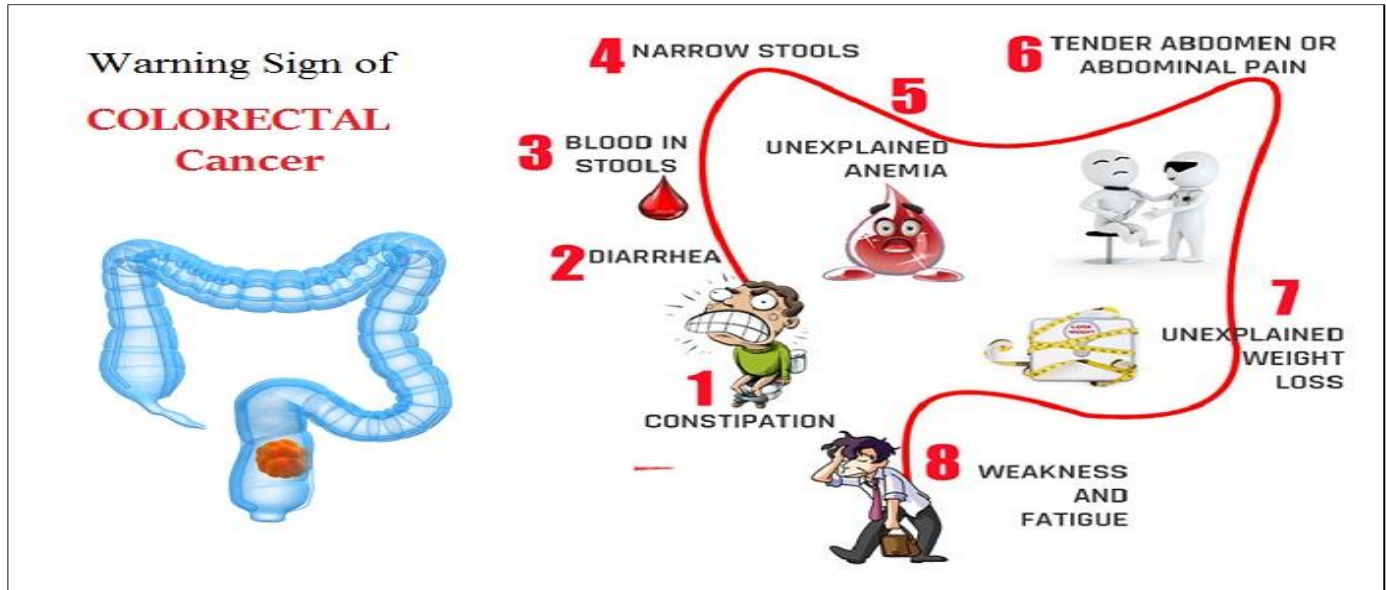 Warning Sign of
COLORECTAL
Cancer
1
CONSTIPATION
2 DIARRHEA
3 BLOOD IN
STOOLS
4 NARROW STOOLS
5
UNEXPLAINED
ANEMIA
6 TENDER ABDOMEN OR
ABDOMINAL PAIN
7
UNEXPLAINED
WEIGHT
LOSS
8 WEAKNESS
AND
FATIGUE